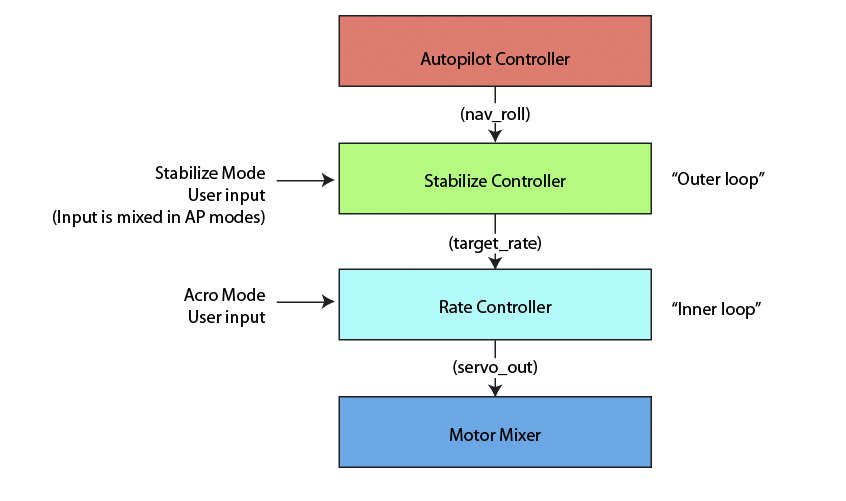 Autopilot Controller
(nav_roll)
Stabilize Mode
User input
(Input is mixed in AP modes)
Stabilize Controller
“Outer loop”
(target_rate)
Acro Mode
User input
Rate Controller
“Inner loop”
(servo_out)
Motor Mixer